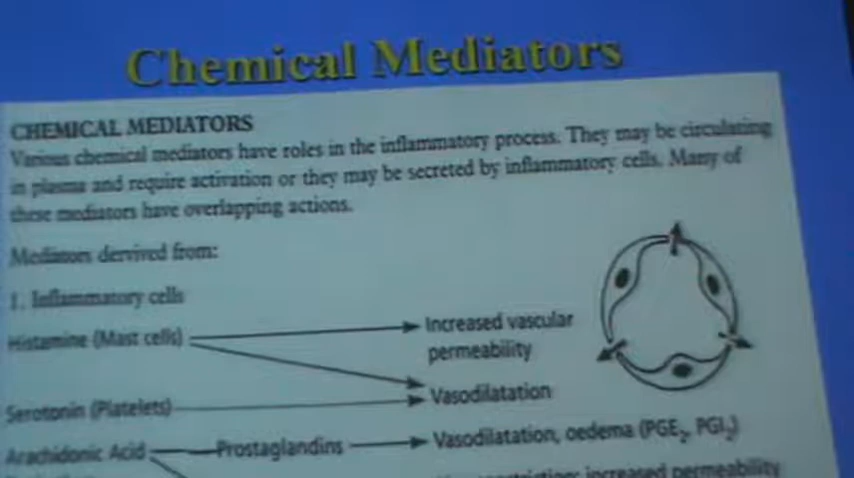 Chemical Mediators
CHEMICAL MEDIATORS
Various chemical mediators have roles in the inflammatory process. They may be circulating
in plasma and require activation or they may be secreted by inflammatory cells. Many of
these mediators have overlapping actions.
Mediators dervived from:
1. Inflammatory cells
Histamine (Mast cells)
Increased vascular
permeability
Vasodilatation
Serotonin (Platelets)
Arachidonic Acid
Prostaglandins
Vasodilatation, oedema (PGE₂, PGI₂)
increased permeability